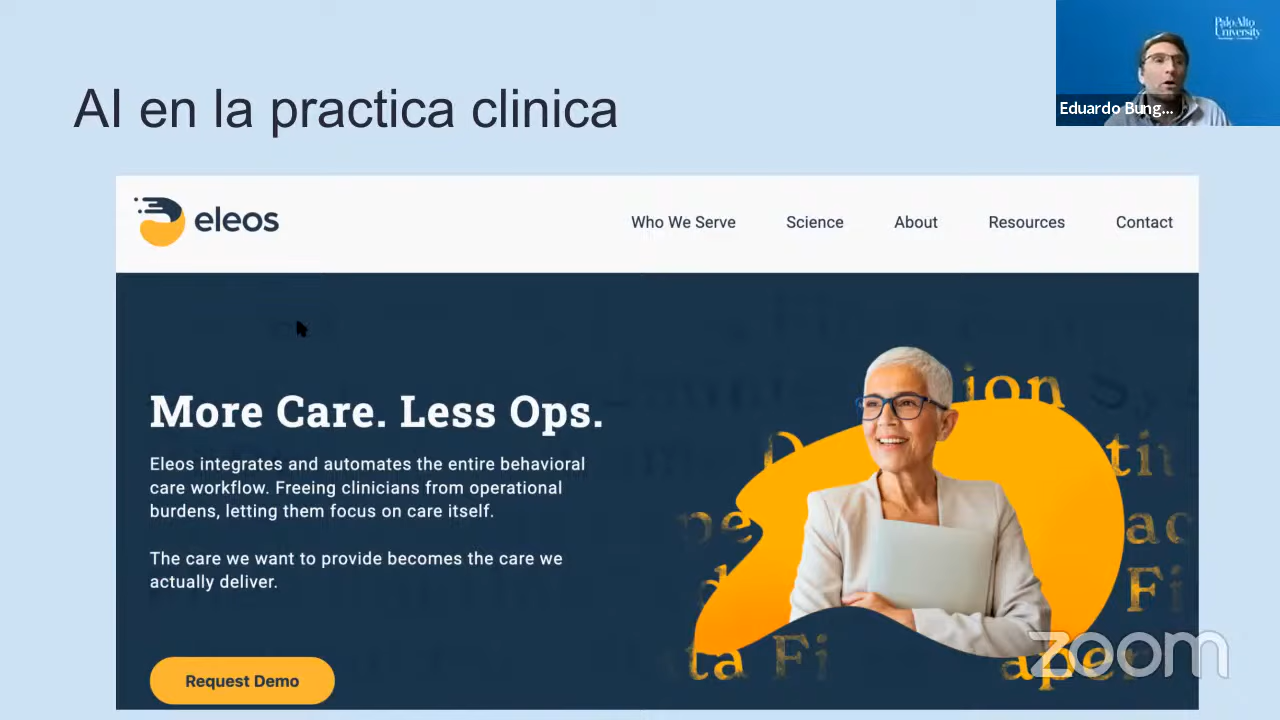 AI en la practica clinica
Palo Alto
University
Eduardo Bung...
eleos
Who We Serve
Science
About
Resources
Contact
More Care. Less Ops.
Eleos integrates and automates the entire behavioral
care workflow. Freeing clinicians from operational
burdens, letting them focus on care itself.
The care we want to provide becomes the care we
actually deliver.
Request Demo
zoom